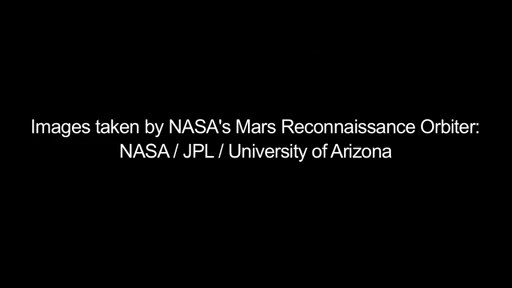 Images taken by NASA's Mars Reconnaissance Orbiter:
NASA / JPL / University of Arizona